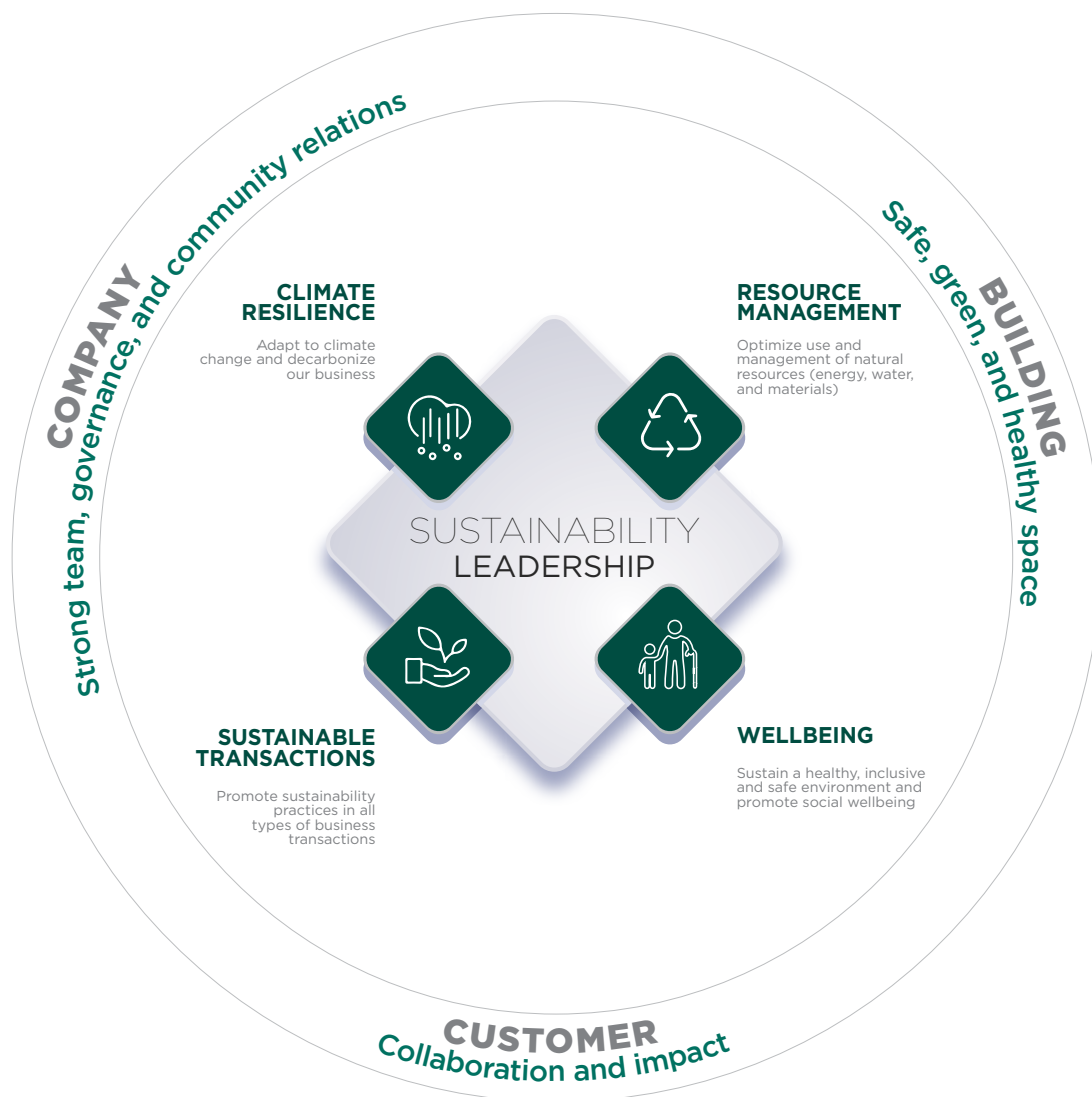 COMPANY
Strong team, governance, and community relations
BUILDING
Safe, green, and healthy space
CLIMATE
RESILIENCE
Adapt to climate
change and decarbonize
our business
RESOURCE
MANAGEMENT
Optimize use and
management of natural
resources (energy, water,
and materials)
SUSTAINABILITY
LEADERSHIP
SUSTAINABLE
TRANSACTIONS
Promote sustainability
practices in all
types of business
transactions
WELLBEING
Sustain a healthy, inclusive
and safe environment and
promote social wellbeing
CUSTOMER
Collaboration and impact